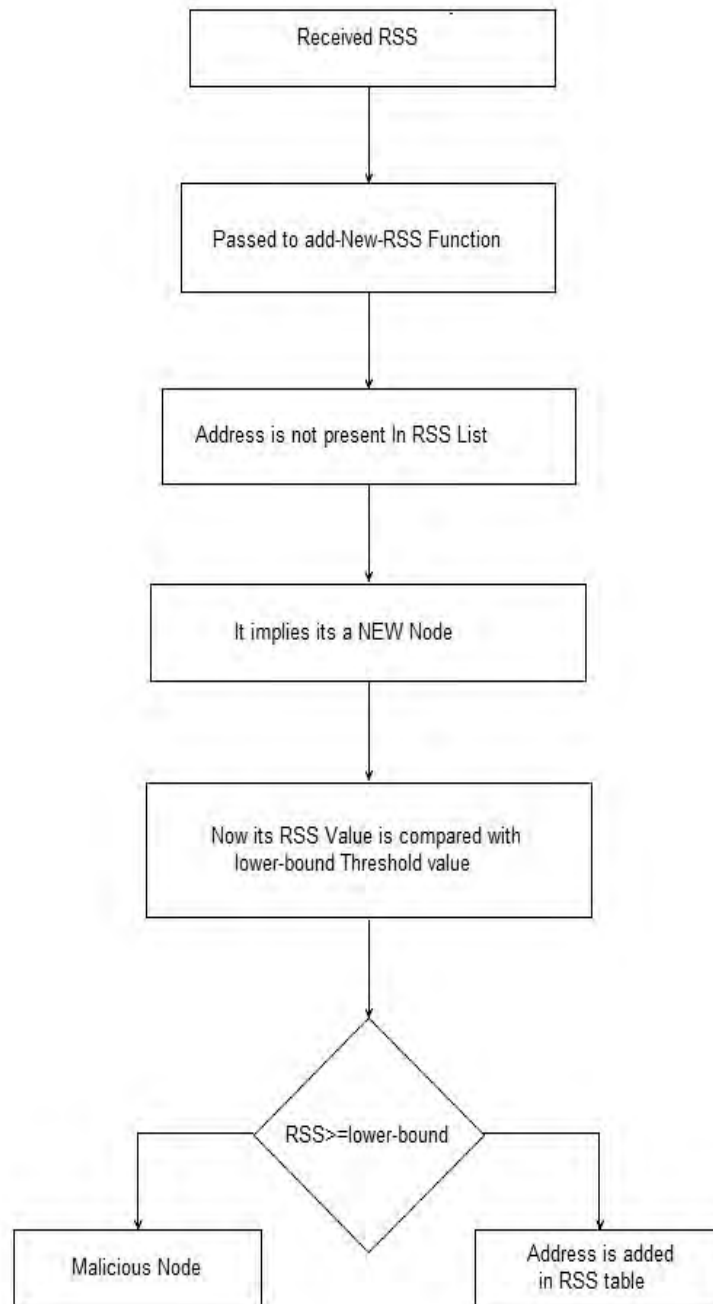 Received RSS
Passed to add-New-RSS Function
Address is not present In RSS List
It implies its a NEW Node
Now its RSS Value is compared with
lower-bound Threshold value
RSS>=lower-bound
Malicious Node
Address is added
in RSS table